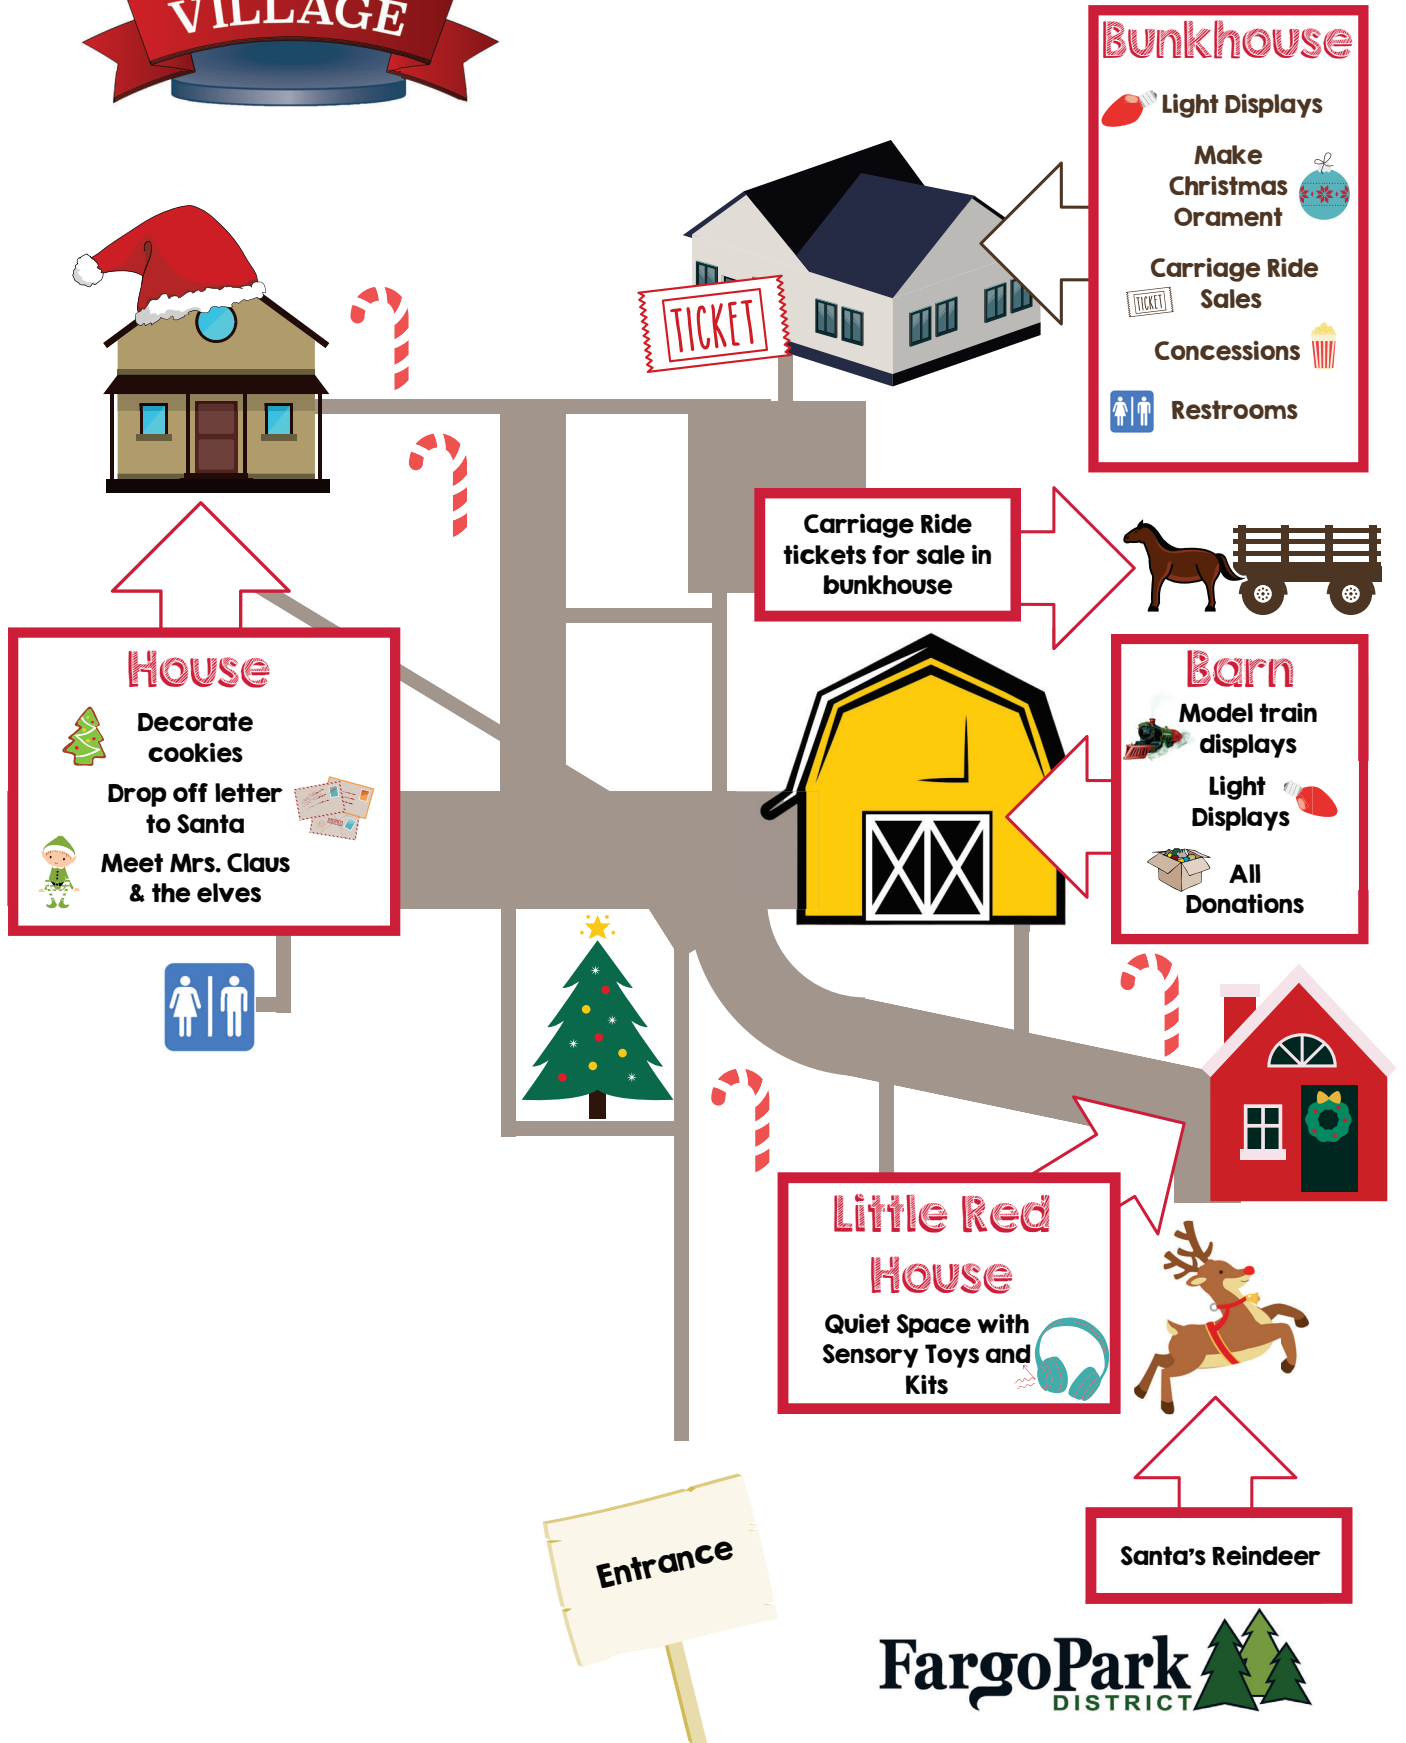 VILLAGE
Bunkhouse
Light Displays
Make
Christmas
Orament
Carriage Ride
Sales
TICKET
Concessions
Restrooms
TICKET
Carriage Ride
tickets for sale in
bunkhouse
House
Decorate
cookies
Drop off letter
to Santa
Meet Mrs. Claus
& the elves
Barn
Model train
displays
Light
Displays
All
Donations
Little Red
House
Quiet Space with
Sensory Toys and
Kits
Santa's Reindeer
Entrance
FargoPark
DISTRICT